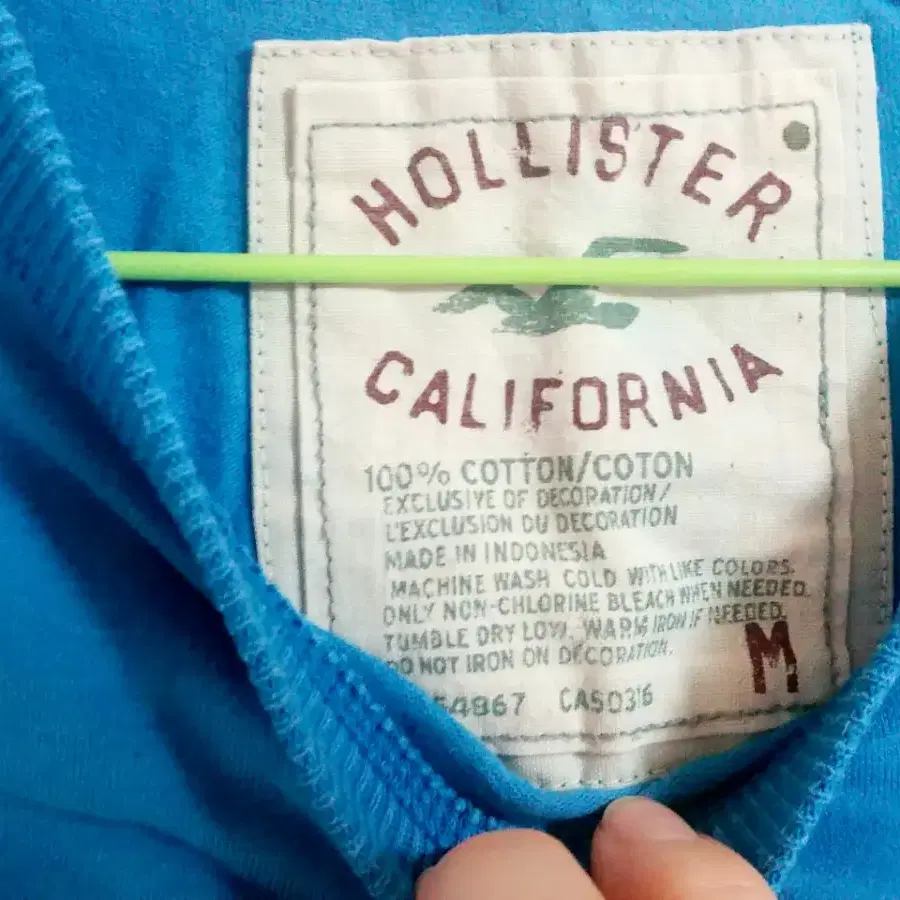 HOLLISTER
CALIFORNIA
100% COTTON/COTON
EXCLUSIVE OF DECORATION/
L'EXCLUSION DU DECORATION
MADE IN INDONESIA
MACHINE WASH COLD WITH LIKE COLORS.
ONLY NON-CHLORINE BLEACH WHEN NEEDED.
TUMBLE DRY LOW. WARM IRON IF NEEDED.
DO NOT IRON ON DECORATION.
M
54867 CA50316